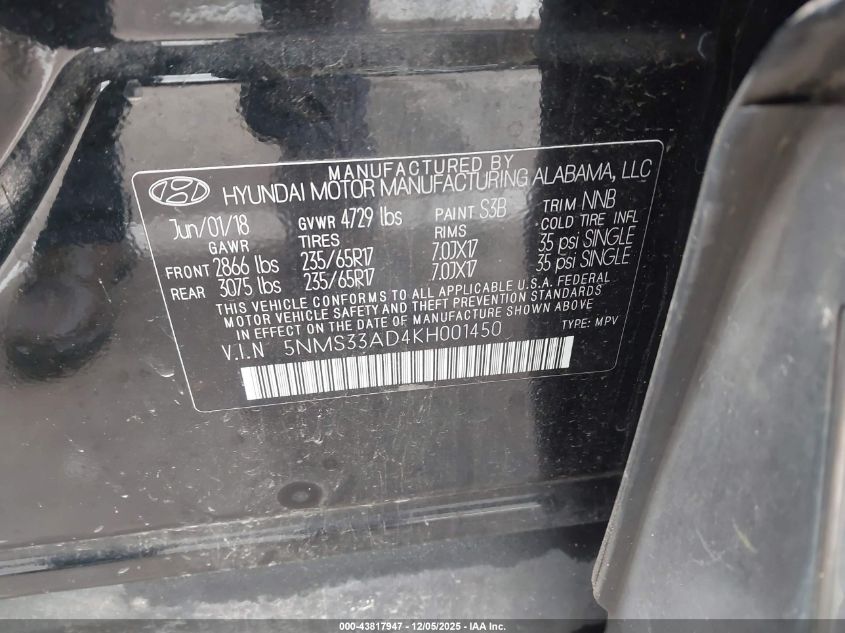 MANUFACTURED BY
HYUNDAI MOTOR MANUFACTURING ALABAMA, LLC
Jun/01/18 GVWR 4729 lbs PAINT S3B TRIM NNB
GAWR TIRES RIMS COLD TIRE INFL
FRONT 2866 lbs 235/65R17 7.0JX17 35 psi SINGLE
REAR 3075 lbs 235/65R17 7.0JX17 35 psi SINGLE
THIS VEHICLE CONFORMS TO ALL APPLICABLE U.S.A. FEDERAL
MOTOR VEHICLE SAFETY AND THEFT PREVENTION STANDARDS
IN EFFECT ON THE DATE OF MANUFACTURE SHOWN ABOVE
V.I.N 5NMS33AD4KH001450 TYPE: MPV
000-43817947 - 12/05/2025 - IAA Inc.